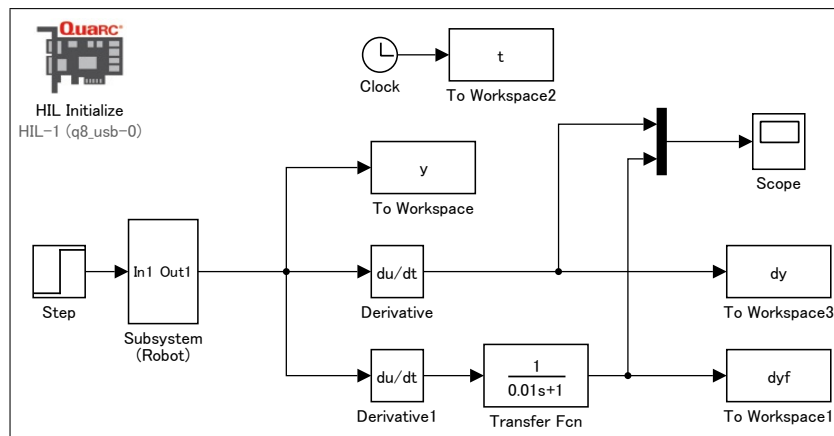 QUARC®
HIL Initialize
HIL-1 (q8_usb-0)
Clock
t
To Workspace2
y
To Workspace
Scope
Step
In1 Out1
Subsystem
(Robot)
du/dt
Derivative
dy
To Workspace3
du/dt
Derivative1
1
0.01s+1
Transfer Fcn
dyf
To Workspace1